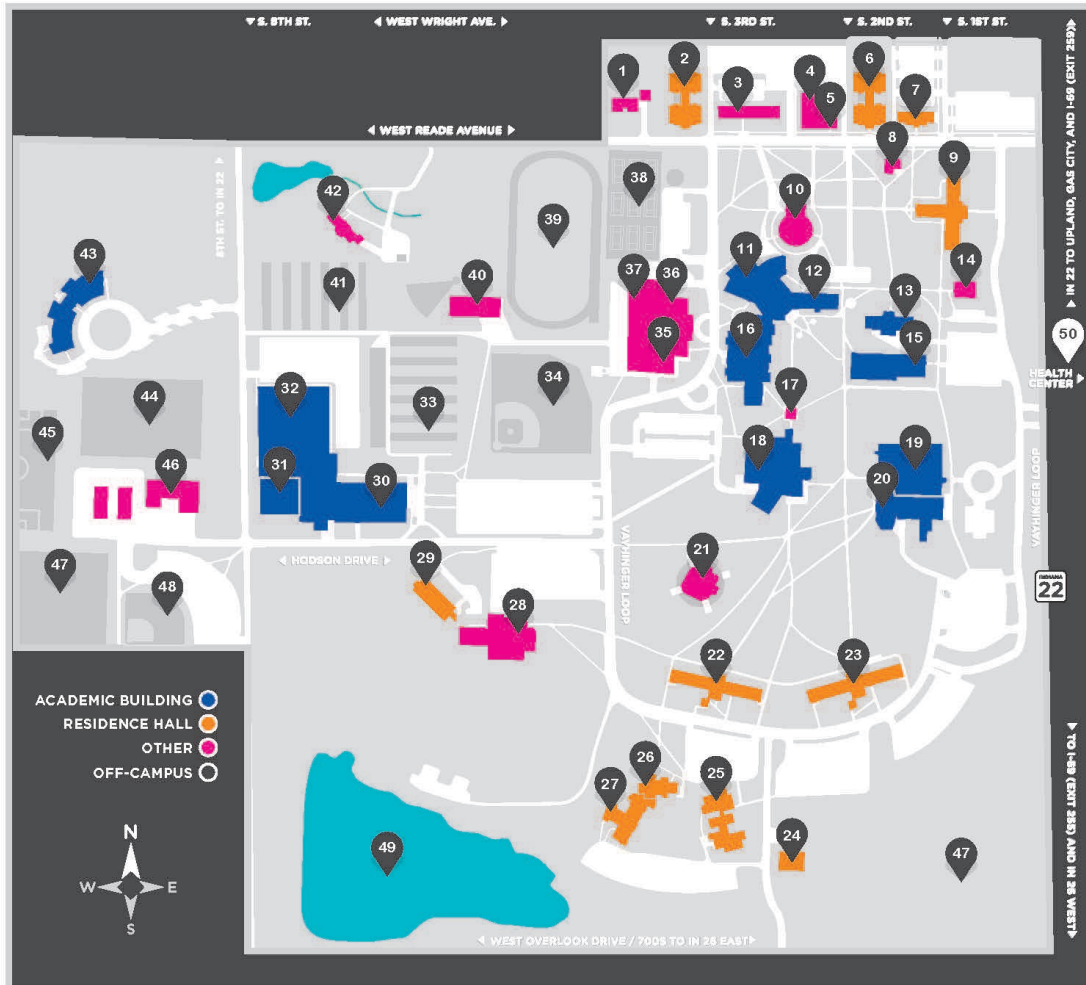 S. 8TH ST.
WEST WRIGHT AVE.
S. 3RD ST.
S. 2ND ST.
S. 1ST ST.
IN 22 TO UPLAND, GAS CITY, AND I-69 (EXIT 259)
1
2
3
4
5
6
7
WEST READE AVENUE
8
8TH ST. TO IN 22
42
38
39
9
10
43
41
40
37
36
35
11
12
14
13
16
15
50
HEALTH CENTER
44
32
33
34
17
45
46
31
30
18
19
20
VAYHINGER LOOP
VAYHINGER LOOP
HODSON DRIVE
47
48
29
28
21
INDIANA
22
22
23
ACADEMIC BUILDING
RESIDENCE HALL
OTHER
OFF-CAMPUS
N
W
E
S
27
26
25
24
49
47
TO I-69 (EXIT 255) AND IN 26 WEST
WEST OVERLOOK DRIVE / 700S TO IN 26 EAST